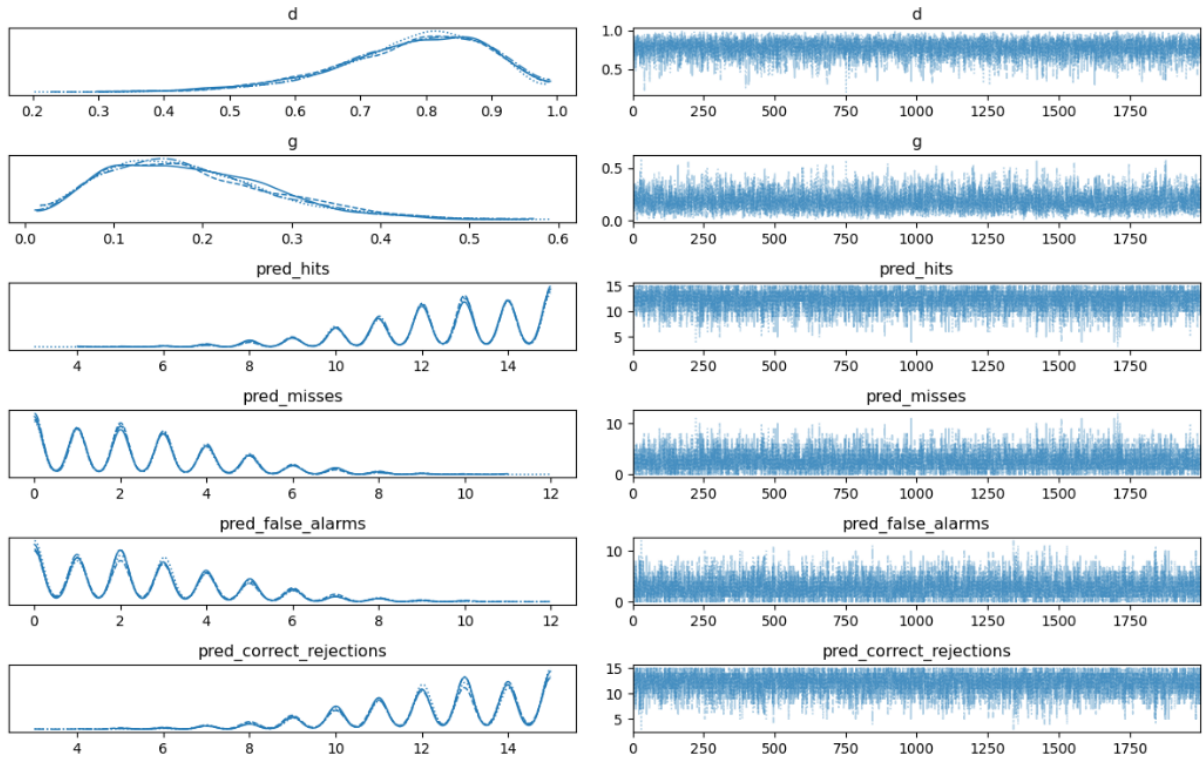 d d
0.2 0.3 0.4 0.5 0.6 0.7 0.8 0.9 1.0 1.0 0.5 0 250 500 750 1000 1250 1500 1750
g g
0.0 0.1 0.2 0.3 0.4 0.5 0.6 0.5 0.0 0 250 500 750 1000 1250 1500 1750
pred_hits pred_hits
4 6 8 10 12 14 15 10 5 0 250 500 750 1000 1250 1500 1750
pred_misses pred_misses
0 2 4 6 8 10 12 10 0 0 250 500 750 1000 1250 1500 1750
pred_false_alarms pred_false_alarms
0 2 4 6 8 10 12 10 0 0 250 500 750 1000 1250 1500 1750
pred_correct_rejections pred_correct_rejections
4 6 8 10 12 14 15 10 5 0 250 500 750 1000 1250 1500 1750